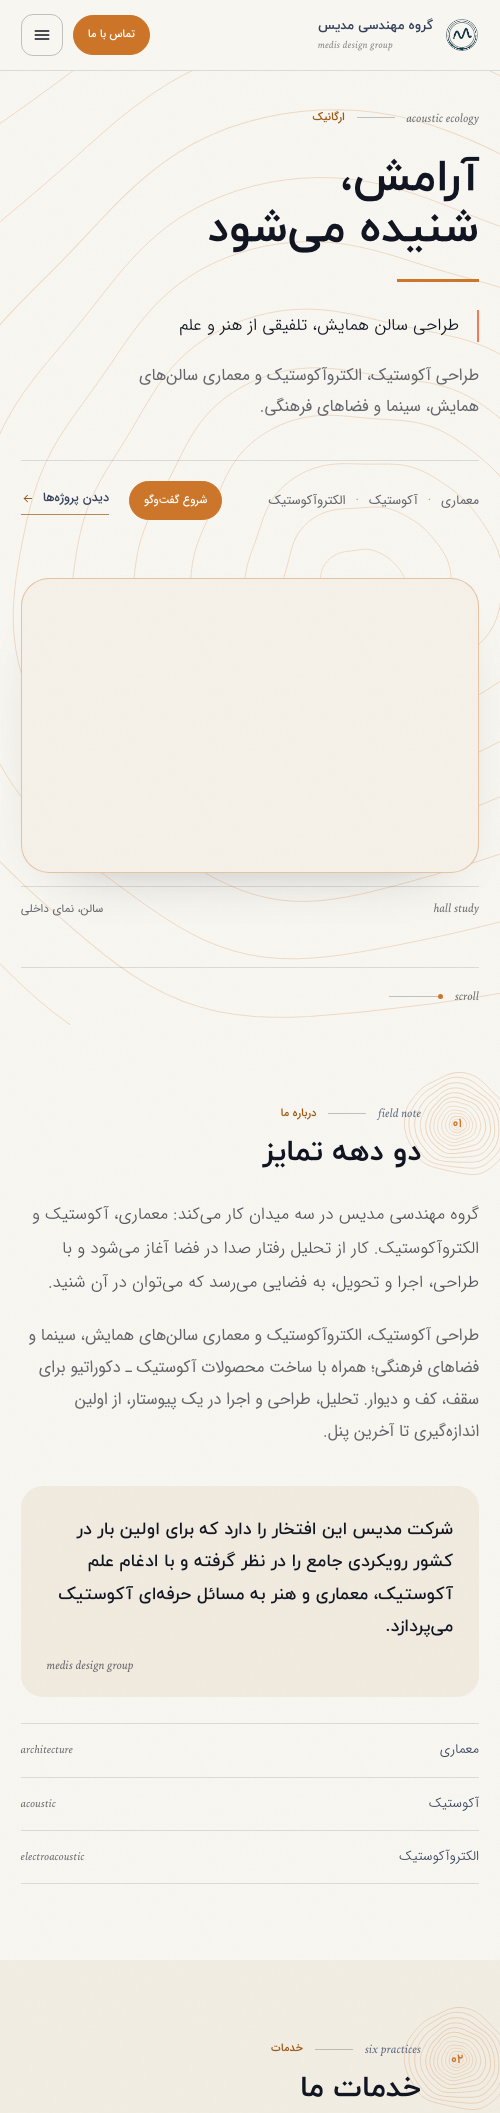 گروه مهندسی مدیس
medis design group
تماس با ما
acoustic ecology
ارگانیک
آرامش،
شنیده می‌شود
طراحی سالن همایش، تلفیقی از هنر و علم
طراحی آکوستیک، الکتروآکوستیک و معماری سالن‌های
همایش، سینما و فضاهای فرهنگی.
معماری · آکوستیک · الکتروآکوستیک
شروع گفت‌وگو
دیدن پروژه‌ها ←
hall study
سالن، نمای داخلی
scroll
۰۱
field note
درباره ما
دو دهه تمایز
گروه مهندسی مدیس در سه میدان کار می‌کند: معماری، آکوستیک و
الکتروآکوستیک. کار از تحلیل رفتار صدا در فضا آغاز می‌شود و با
طراحی، اجرا و تحویل، به فضایی می‌رسد که می‌توان در آن شنید.
طراحی آکوستیک، الکتروآکوستیک و معماری سالن‌های همایش، سینما و
فضاهای فرهنگی؛ همراه با ساخت محصولات آکوستیک ـ دکوراتیو برای
سقف، کف و دیوار. تحلیل، طراحی و اجرا در یک پیوستار، از اولین
اندازه‌گیری تا آخرین پنل.
شرکت مدیس این افتخار را دارد که برای اولین بار در
کشور رویکردی جامع را در نظر گرفته و با ادغام علم
آکوستیک، معماری و هنر به مسائل حرفه‌ای آکوستیک
می‌پردازد.
medis design group
معماری
architecture
آکوستیک
acoustic
الکتروآکوستیک
electroacoustic
۰۲
six practices
خدمات
خدمات ما